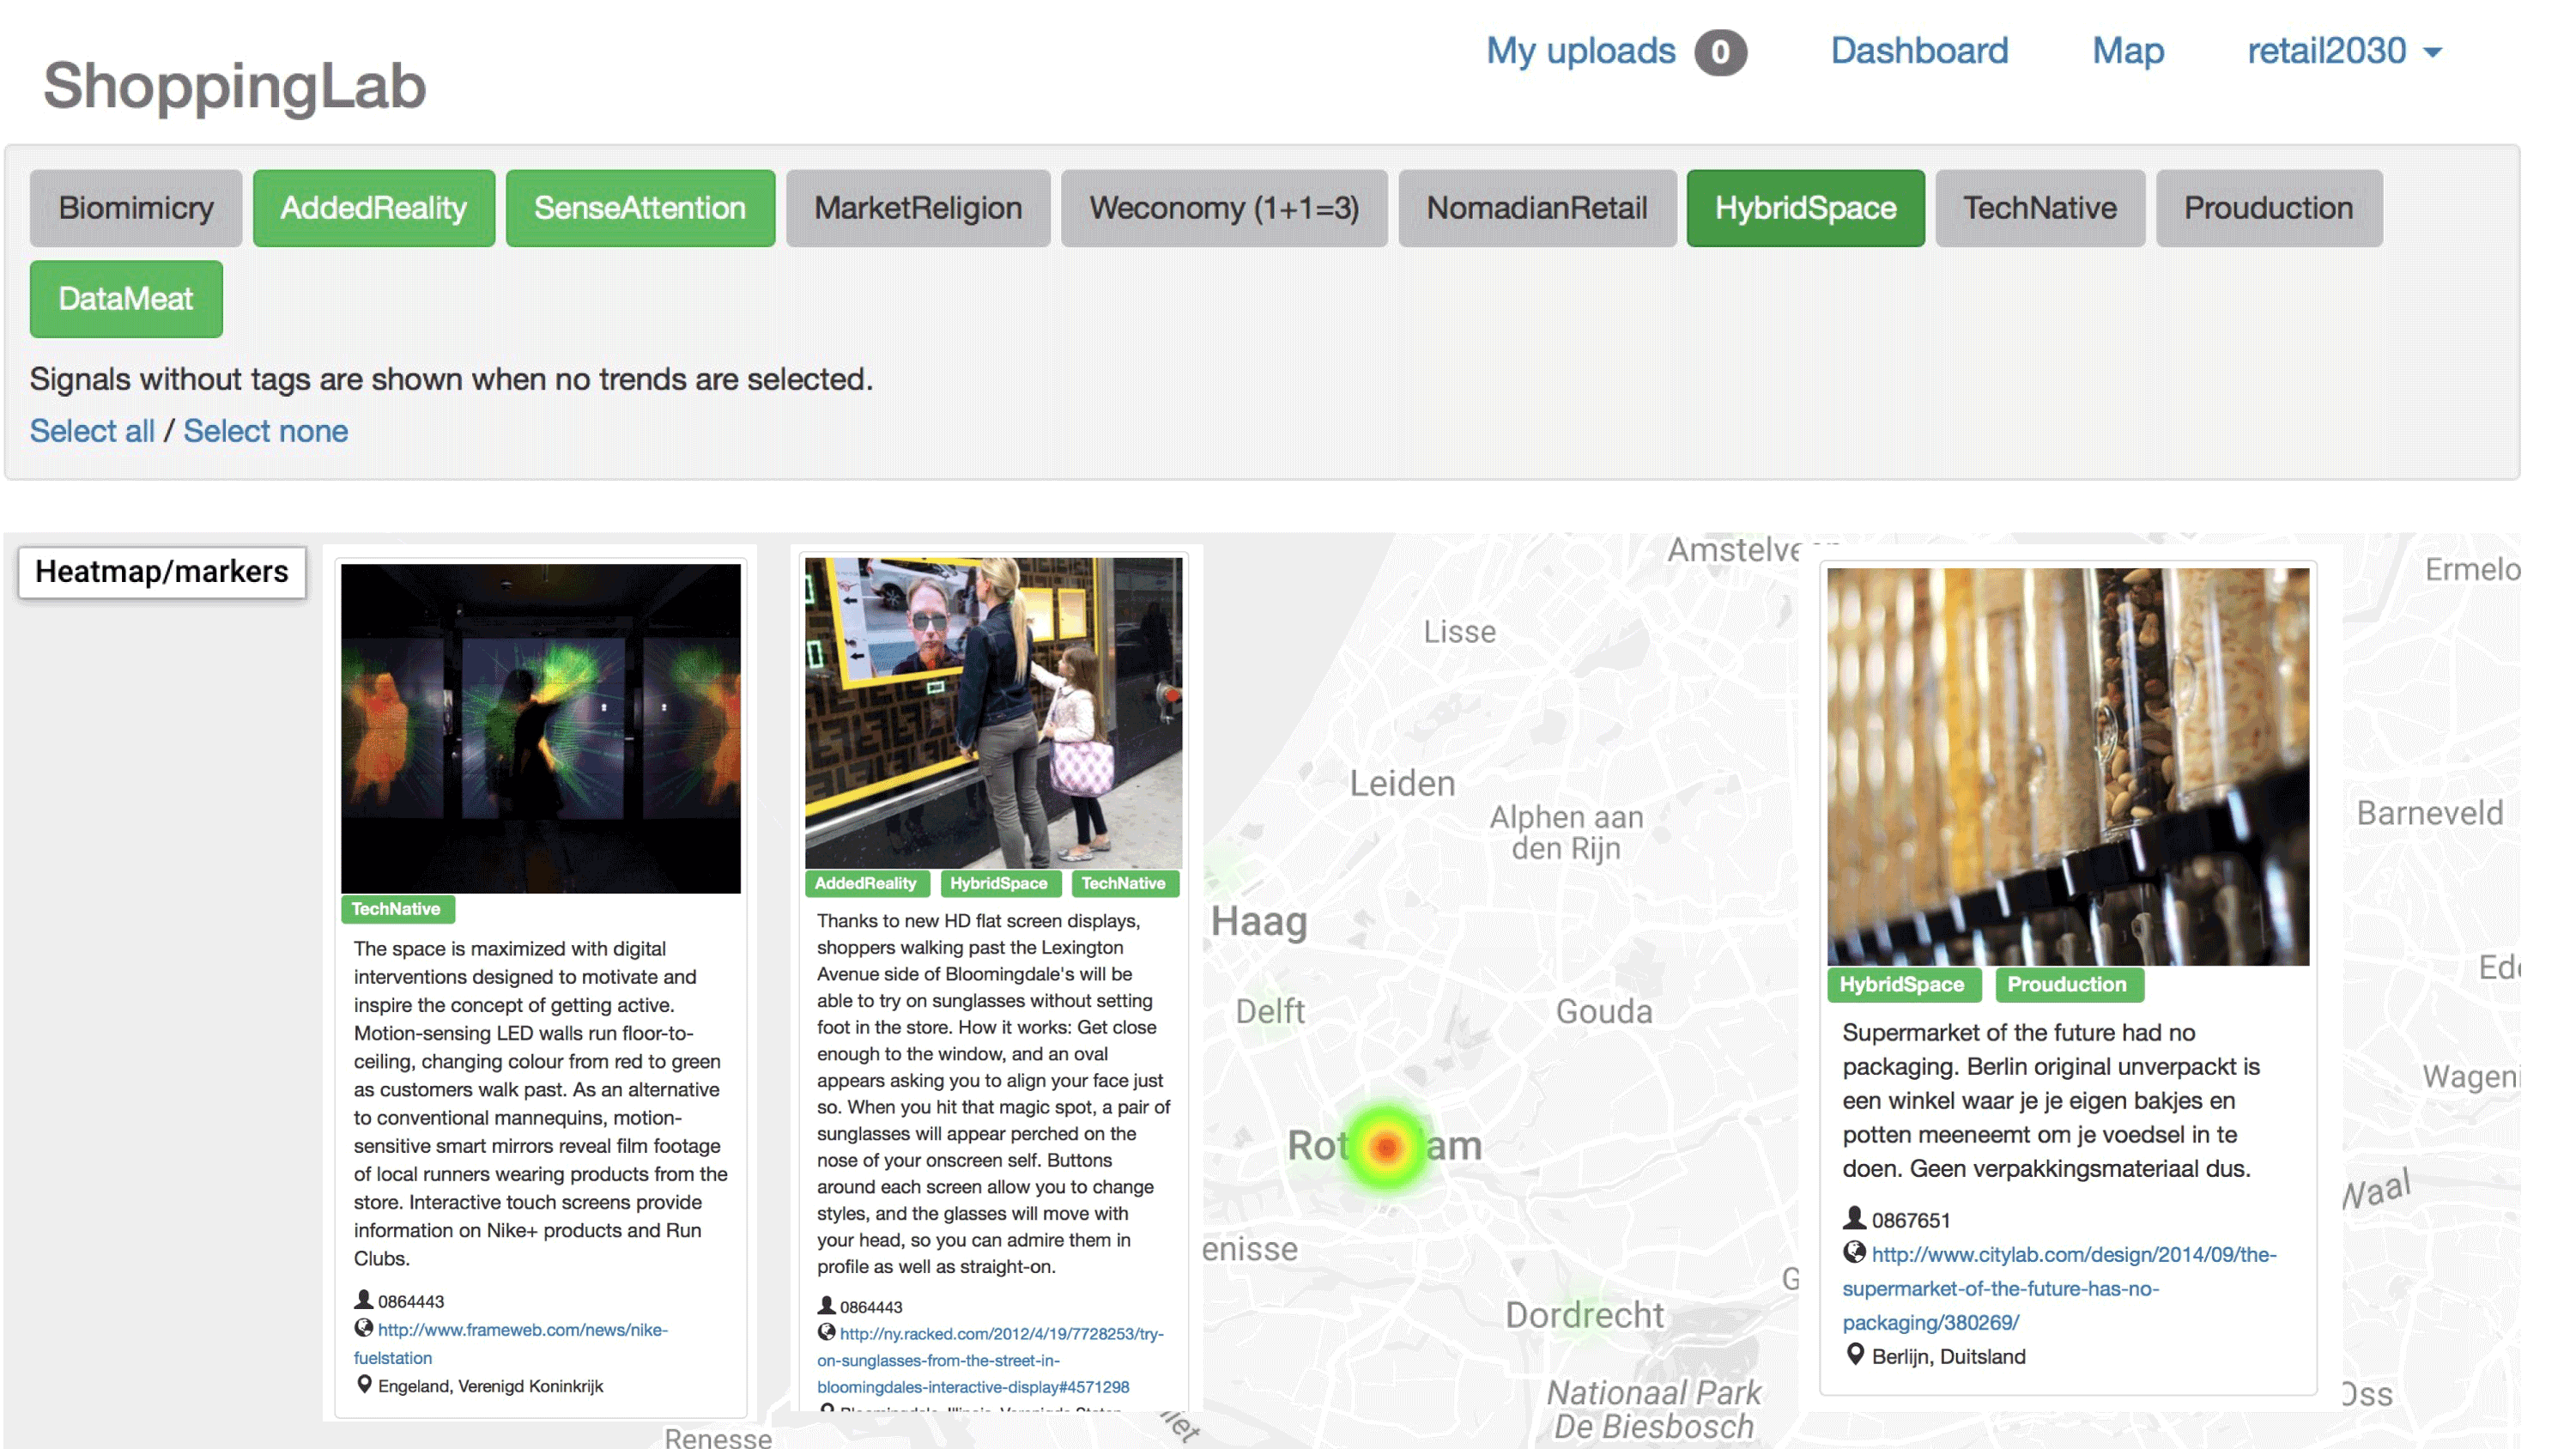 ShoppingLab
My uploads 0 Dashboard Map retail2030
Biomimicry AddedReality SenseAttention MarketReligion Weconomy (1+1=3) NomadianRetail HybridSpace TechNative Prouduction
DataMeat
Signals without tags are shown when no trends are selected.
Select all / Select none
Heatmap/markers
TechNative
The space is maximized with digital
interventions designed to motivate and
inspire the concept of getting active.
Motion-sensing LED walls run floor-to-
ceiling, changing colour from red to green
as customers walk past. As an alternative
to conventional mannequins, motion-
sensitive smart mirrors reveal film footage
of local runners wearing products from the
store. Interactive touch screens provide
information on Nike+ products and Run
Clubs.
0864443
http://www.frameweb.com/news/nike-
fuelstation
Engeland, Verenigd Koninkrijk
AddedReality HybridSpace TechNative
Thanks to new HD flat screen displays,
shoppers walking past the Lexington
Avenue side of Bloomingdale's will be
able to try on sunglasses without setting
foot in the store. How it works: Get close
enough to the window, and an oval
appears asking you to align your face just
so. When you hit that magic spot, a pair of
sunglasses will appear perched on the
nose of your onscreen self. Buttons
around each screen allow you to change
styles, and the glasses will move with
your head, so you can admire them in
profile as well as straight-on.
0864443
http://ny.racked.com/2012/4/19/7728253/try-
on-sunglasses-from-the-street-in-
bloomingdales-interactive-display#4571298
HybridSpace Prouduction
Supermarket of the future had no
packaging. Berlin original unverpackt is
een winkel waar je je eigen bakjes en
potten meeneemt om je voedsel in te
doen. Geen verpakkingsmateriaal dus.
0867651
http://www.citylab.com/design/2014/09/the-
supermarket-of-the-future-has-no-
packaging/380269/
Berlijn, Duitsland
Amstelve
Ermelo
Lisse
Leiden
Alphen aan
den Rijn
Barneveld
Haag
Ede
Delft
Gouda
Wageni
Rot am
Waal
enisse
G
Dordrecht
Nationaal Park
De Biesbosch
Oss
Renesse